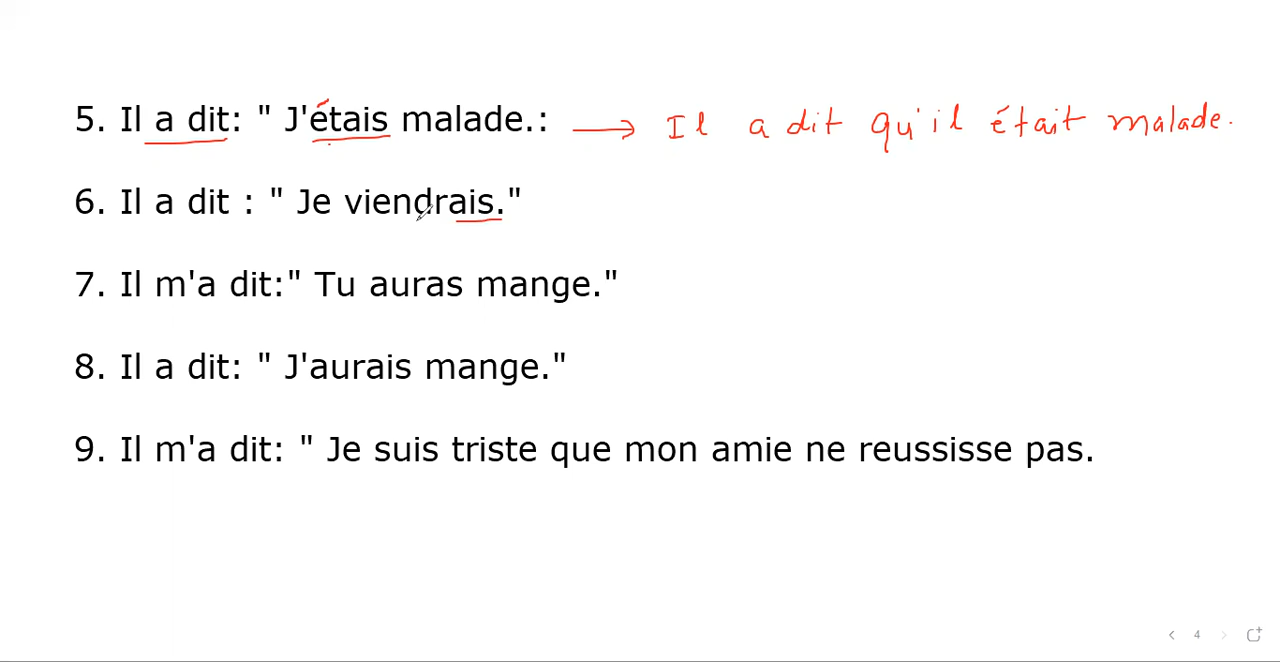 5. Il a dit: " J'étais malade.: → Il a dit qu'il était malade.
6. Il a dit : " Je viendrais."
7. Il m'a dit:" Tu auras mange."
8. Il a dit: " J'aurais mange."
9. Il m'a dit: " Je suis triste que mon amie ne reussisse pas.
< 4 >